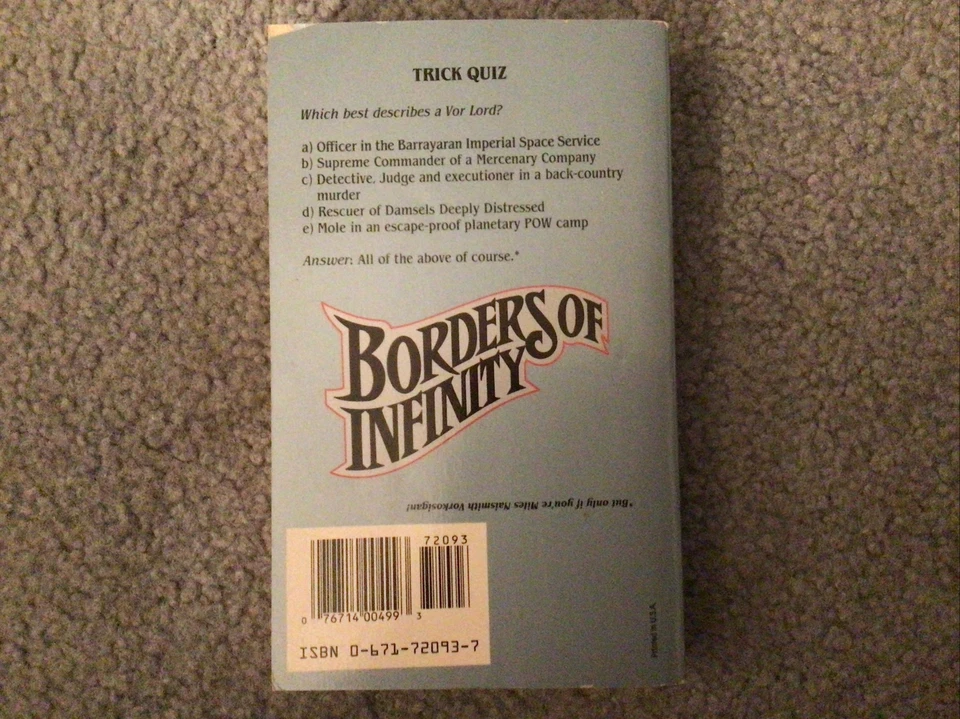 TRICK QUIZ
Which best describes a Vor Lord?
a) Officer in the Barrayaran Imperial Space Service
b) Supreme Commander of a Mercenary Company
c) Detective, Judge and executioner in a back-country
murder
d) Rescuer of Damsels Deeply Distressed
e) Mole in an escape-proof planetary POW camp
Answer: All of the above of course.*
BORDERS OF
INFINITY
*But only if you're Miles Naismith Vorkosigan!
72093
0 76714 00499 3
ISBN 0-671-72093-7
Printed in U.S.A.